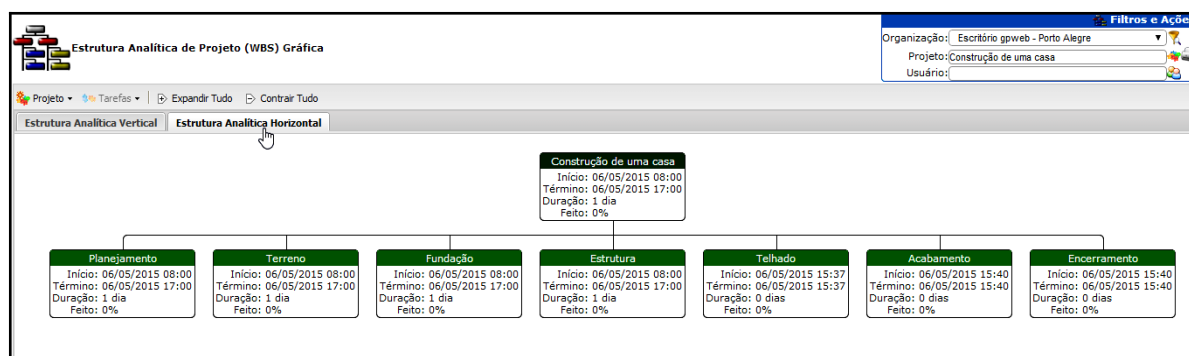 Filtros e Açõe
Estrutura Analítica de Projeto (WBS) Gráfica
Organização: Escritório gpweb - Porto Alegre
Projeto: Construção de uma casa
Usuário:
Projeto Tarefas Expandir Tudo Contrair Tudo
Estrutura Analítica Vertical Estrutura Analítica Horizontal
Construção de uma casa
Início: 06/05/2015 08:00
Término: 06/05/2015 17:00
Duração: 1 dia
Feito: 0%
Planejamento
Início: 06/05/2015 08:00
Término: 06/05/2015 17:00
Duração: 1 dia
Feito: 0%
Terreno
Início: 06/05/2015 08:00
Término: 06/05/2015 17:00
Duração: 1 dia
Feito: 0%
Fundação
Início: 06/05/2015 08:00
Término: 06/05/2015 17:00
Duração: 1 dia
Feito: 0%
Estrutura
Início: 06/05/2015 08:00
Término: 06/05/2015 17:00
Duração: 1 dia
Feito: 0%
Telhado
Início: 06/05/2015 15:37
Término: 06/05/2015 15:37
Duração: 0 dias
Feito: 0%
Acabamento
Início: 06/05/2015 15:40
Término: 06/05/2015 15:40
Duração: 0 dias
Feito: 0%
Encerramento
Início: 06/05/2015 15:40
Término: 06/05/2015 15:40
Duração: 0 dias
Feito: 0%